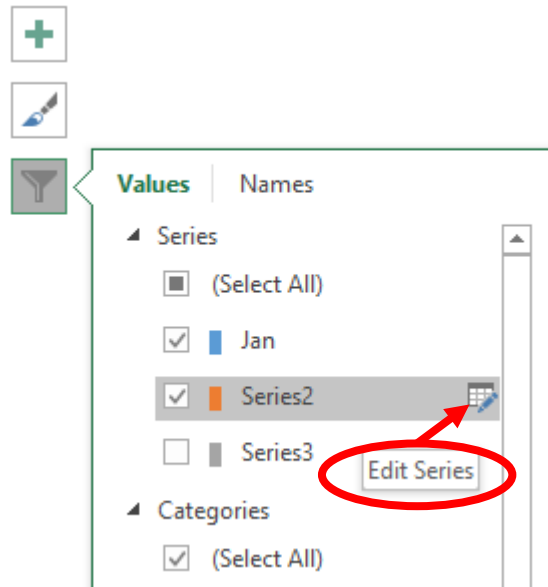 Values Names
Series
(Select All)
Jan
Series2
Series3
Edit Series
Categories
(Select All)